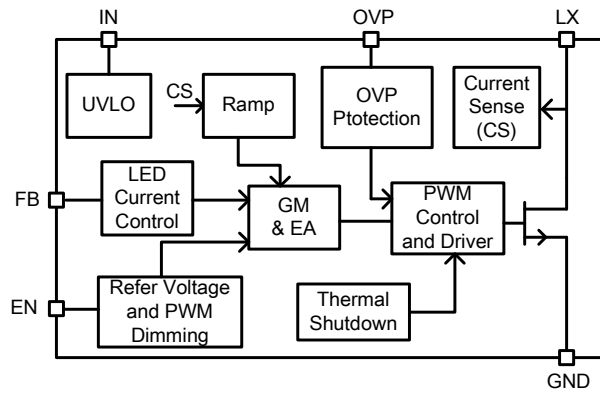 IN
OVP
LX
UVLO
CS
Ramp
OVP
Ptotection
Current
Sense
(CS)
FB
LED
Current
Control
GM
& EA
PWM
Control
and Driver
EN
Refer Voltage
and PWM
Dimming
Thermal
Shutdown
GND